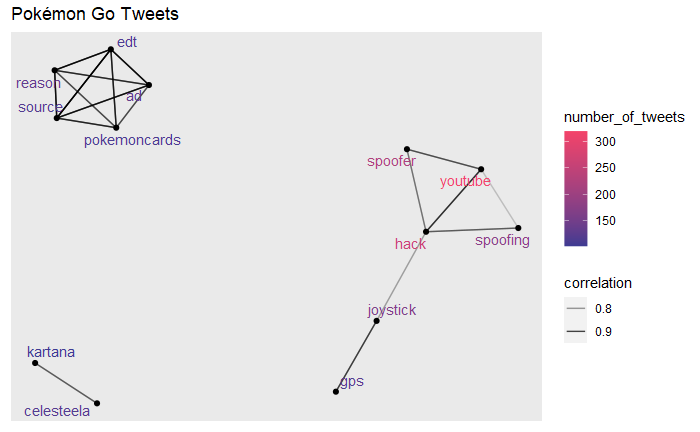 Pokémon Go Tweets
edt
reason
ad
source
pokemoncards
spoofer
youtube
hack
spoofing
joystick
gps
kartana
celesteela
number_of_tweets
300
250
200
150
correlation
0.8
0.9